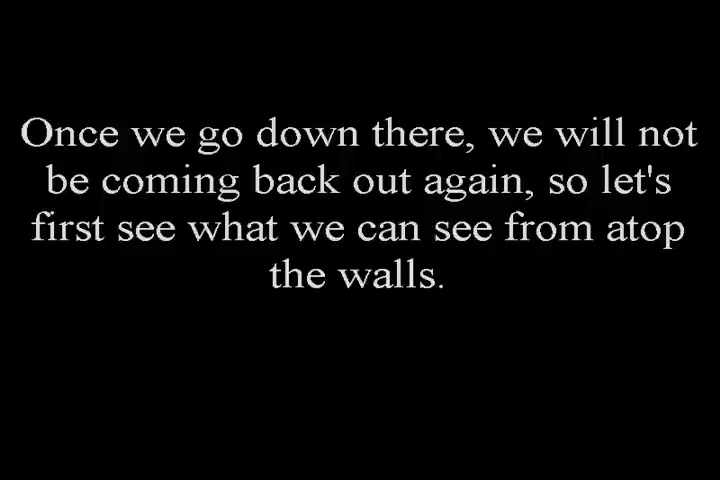 Once we go down there, we will not
be coming back out again, so let's
first see what we can see from atop
the walls.